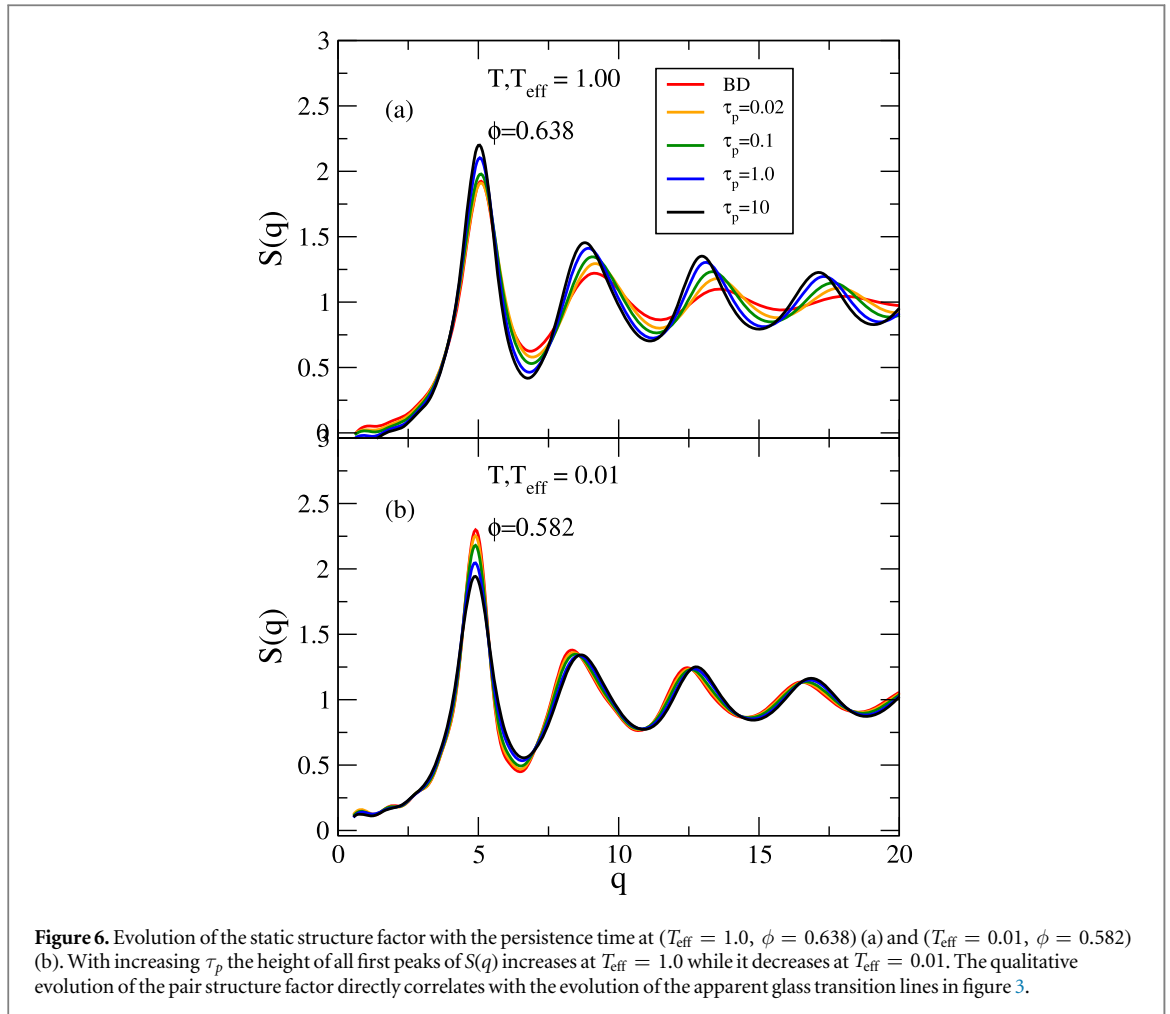 3
2.5
2
1.5
1
0.5
0
S(q)
(a)
T,T_eff = 1.00
ϕ=0.638
BD
τ_p=0.02
τ_p=0.1
τ_p=1.0
τ_p=10
3
2.5
2
1.5
1
0.5
0
S(q)
(b)
T,T_eff = 0.01
ϕ=0.582
0 5 10 15 20
q
Figure 6. Evolution of the static structure factor with the persistence time at (T_eff = 1.0, ϕ = 0.638) (a) and (T_eff = 0.01, ϕ = 0.582)
(b). With increasing τ_p the height of all first peaks of S(q) increases at T_eff = 1.0 while it decreases at T_eff = 0.01. The qualitative
evolution of the pair structure factor directly correlates with the evolution of the apparent glass transition lines in figure 3.